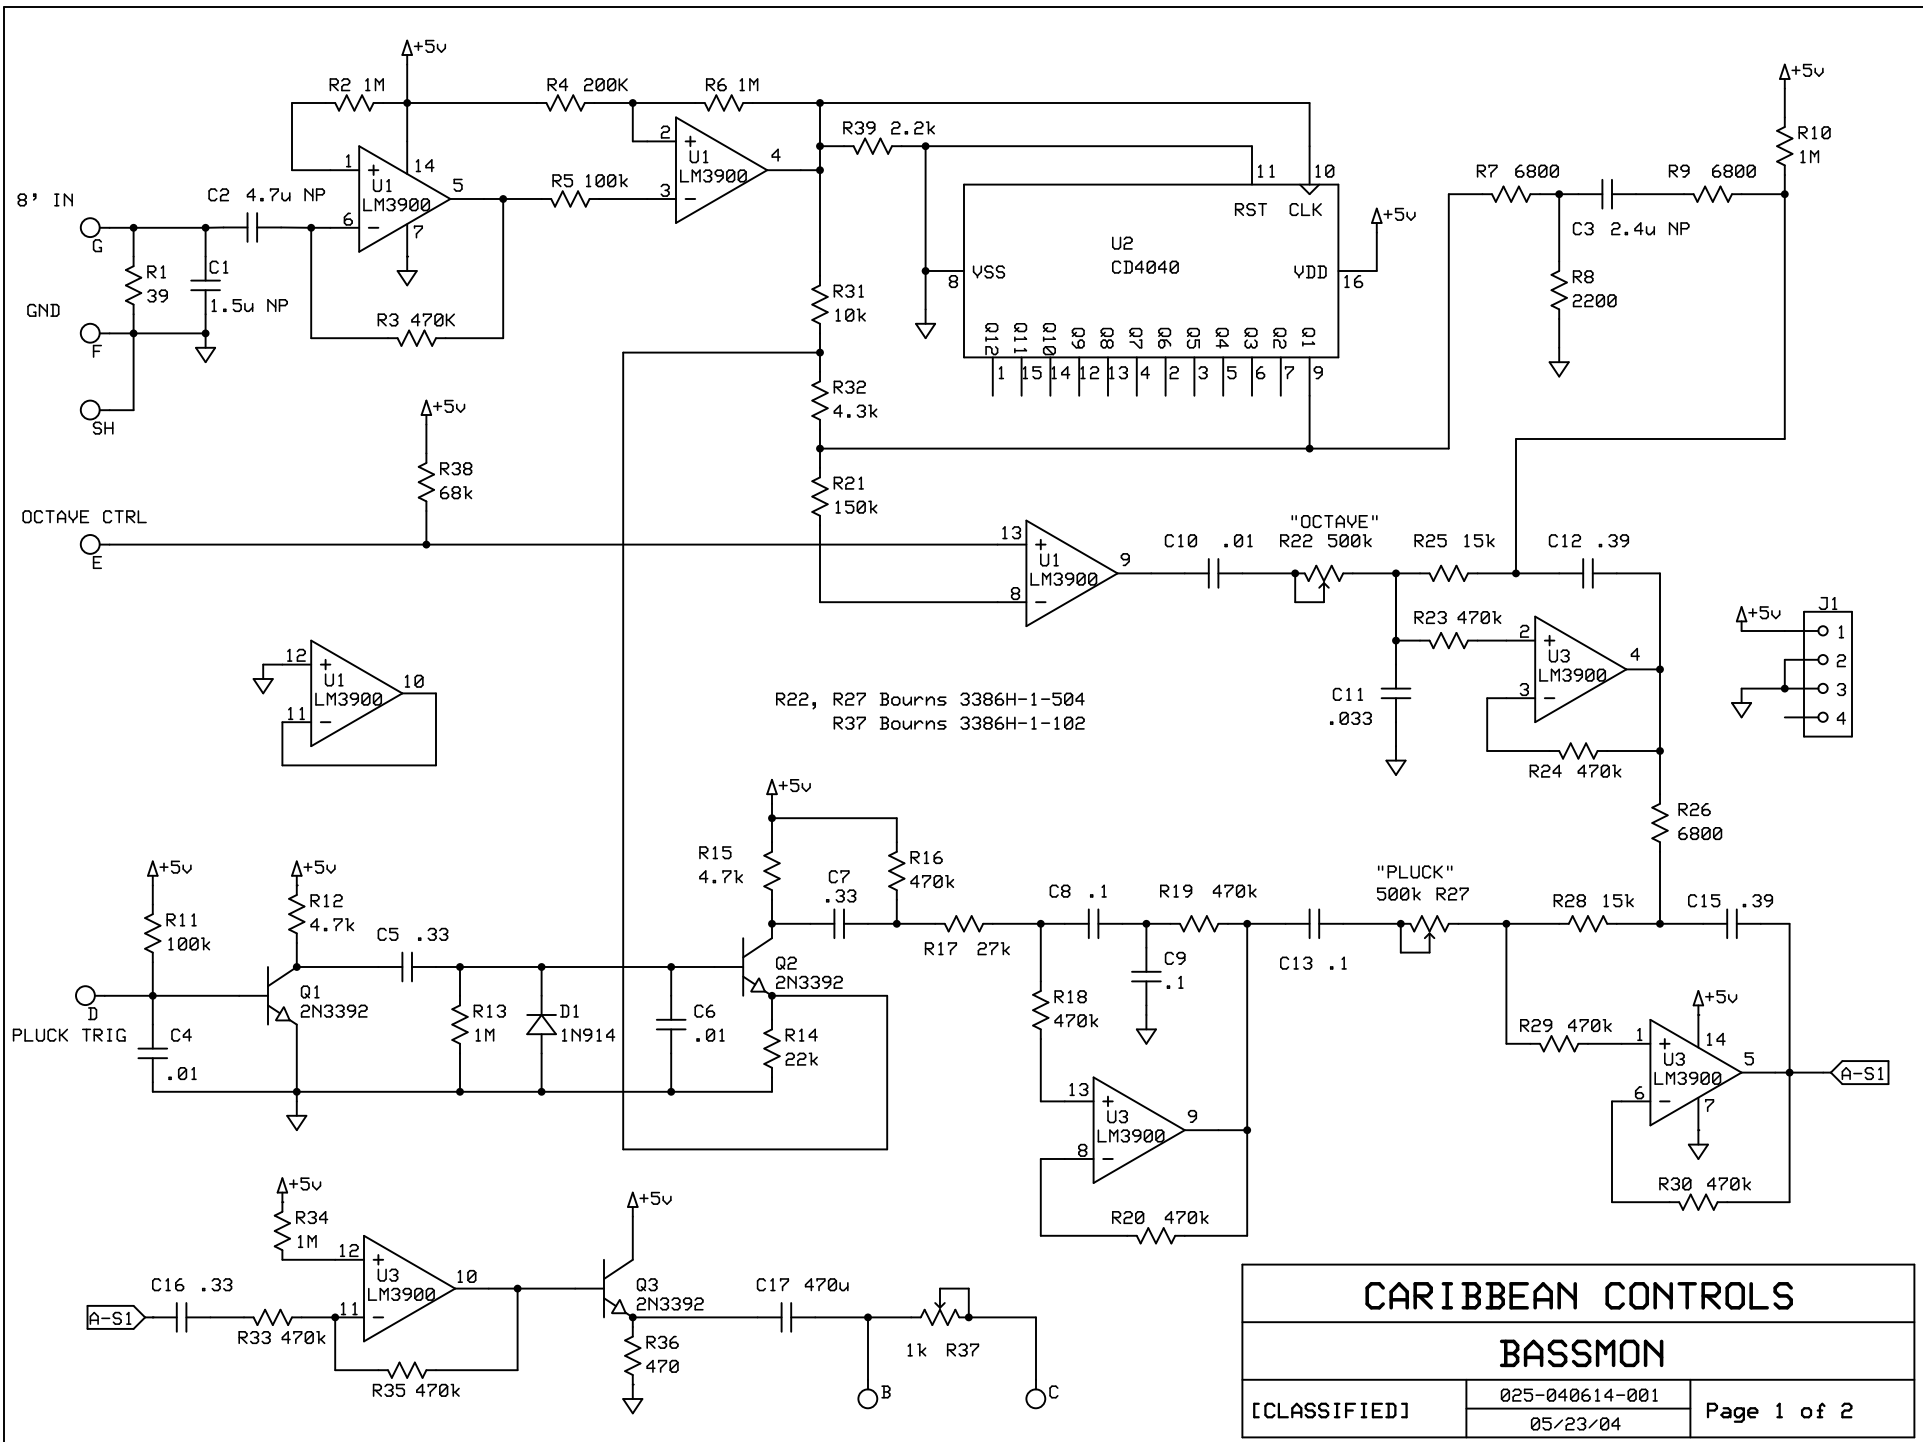 +5v
R2 1M
R4 200K
R6 1M
+5v
R39 2.2k
R10
1M
1
+
U1
LM3900
14
5
6
-
7
2
+
U1
LM3900
4
3
-
R5 100k
8' IN
C2 4.7u NP
G
R1
39
C1
1.5u NP
R3 470K
GND
F
SH
11
10
RST CLK
U2
CD4040
VSS
8
VDD
16
+5v
Q12
Q11
Q10
Q9
Q8
Q7
Q6
Q5
Q4
Q3
Q2
Q1
1
15
14
12
13
4
2
3
5
6
7
9
R7 6800
R9 6800
C3 2.4u NP
R8
2200
R31
10k
R32
4.3k
+5v
R38
68k
R21
150k
OCTAVE CTRL
E
13
+
U1
LM3900
9
8
-
C10 .01
"OCTAVE"
R22 500k
R25 15k
C12 .39
R23 470k
2
+
U3
LM3900
4
3
-
C11
.033
R24 470k
+5v
J1
1
2
3
4
12
+
U1
LM3900
10
11
-
R22, R27 Bourns 3386H-1-504
R37 Bourns 3386H-1-102
R26
6800
+5v
R15
4.7k
C7
.33
R16
470k
+5v
+5v
R11
100k
R12
4.7k
C5 .33
R17 27k
C8 .1
R19 470k
"PLUCK"
500k R27
R28 15k
C15 .39
C13 .1
C9
.1
D
PLUCK TRIG
C4
.01
Q1
2N3392
R13
1M
D1
1N914
C6
.01
Q2
2N3392
R14
22k
R18
470k
R29 470k
+5v
1
+
U3
LM3900
14
5
6
-
7
A-S1
13
+
U3
LM3900
9
8
-
R20 470k
R30 470k
+5v
R34
1M
12
+
U3
LM3900
10
11
-
+5v
Q3
2N3392
C16 .33
A-S1
R33 470k
R35 470k
R36
470
C17 470u
1k R37
B
C
CARIBBEAN CONTROLS
BASSMON
[CLASSIFIED]
025-040614-001
05/23/04
Page 1 of 2